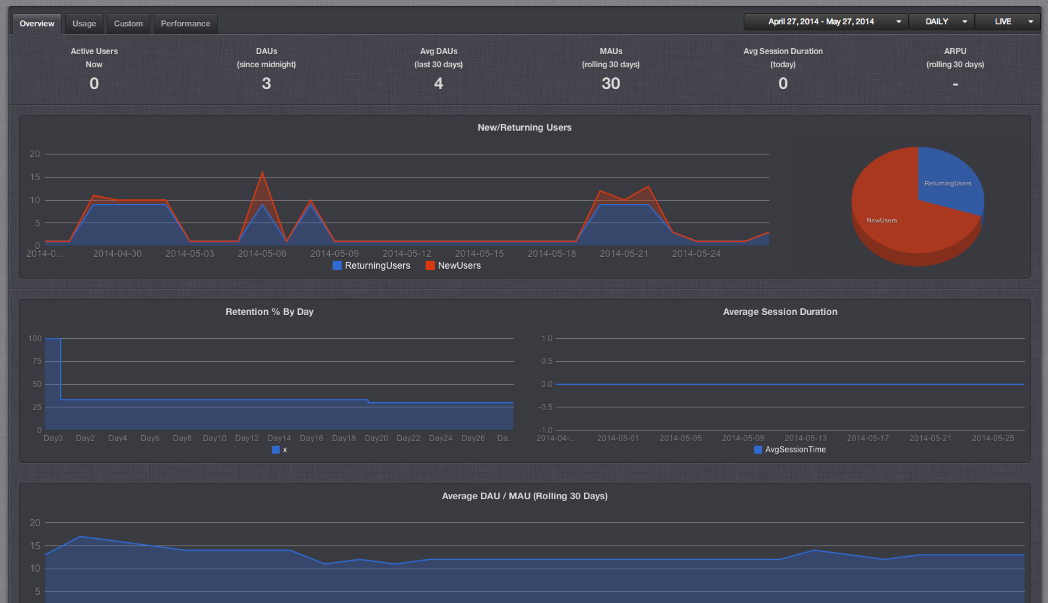 Overview Usage Custom Performance April 27, 2014 - May 27, 2014 DAILY LIVE
Active Users DAUs Avg DAUs MAUs Avg Session Duration ARPU
Now (since midnight) (last 30 days) (rolling 30 days) (today) (rolling 30 days)
0 3 4 30 0 -
New/Returning Users
20
15
10
5
0
2014-0... 2014-04-30 2014-05-03 2014-05-06 2014-05-09 2014-05-12 2014-05-15 2014-05-18 2014-05-21 2014-05-24
ReturningUsers NewUsers
ReturningUsers
NewUsers
Retention % By Day
100
75
50
25
0
Day0 Day2 Day4 Day6 Day8 Day10 Day12 Day14 Day16 Day18 Day20 Day22 Day24 Day26 Da...
x
Average Session Duration
1.0
0.5
0.0
-0.5
-1.0
2014-04-... 2014-05-01 2014-05-05 2014-05-09 2014-05-13 2014-05-17 2014-05-21 2014-05-25
AvgSessionTime
Average DAU / MAU (Rolling 30 Days)
20
15
10
5